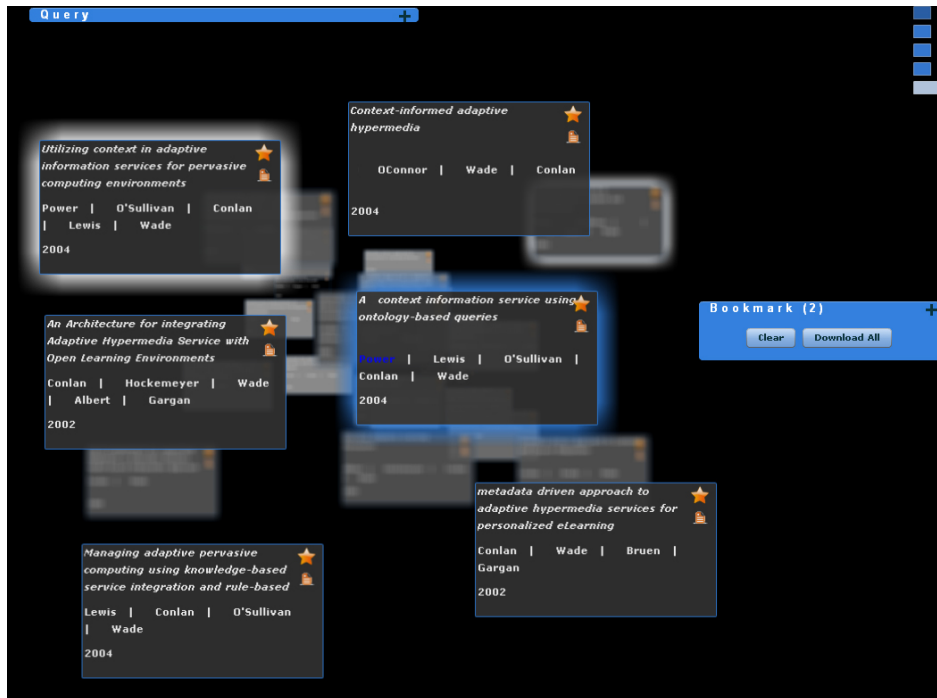 Query +
Context-informed adaptive
hypermedia
OConnor | Wade | Conlan
2004
Utilizing context in adaptive
information services for pervasive
computing environments
Power | O'Sullivan | Conlan
| Lewis | Wade
2004
A context information service using
ontology-based queries
Power | Lewis | O'Sullivan |
Conlan | Wade
2004
Bookmark (2) +
Clear Download All
An Architecture for integrating
Adaptive Hypermedia Service with
Open Learning Environments
Conlan | Hockemeyer | Wade
| Albert | Gargan
2002
metadata driven approach to
adaptive hypermedia services for
personalized eLearning
Conlan | Wade | Bruen |
Gargan
2002
Managing adaptive pervasive
computing using knowledge-based
service integration and rule-based
Lewis | Conlan | O'Sullivan
| Wade
2004